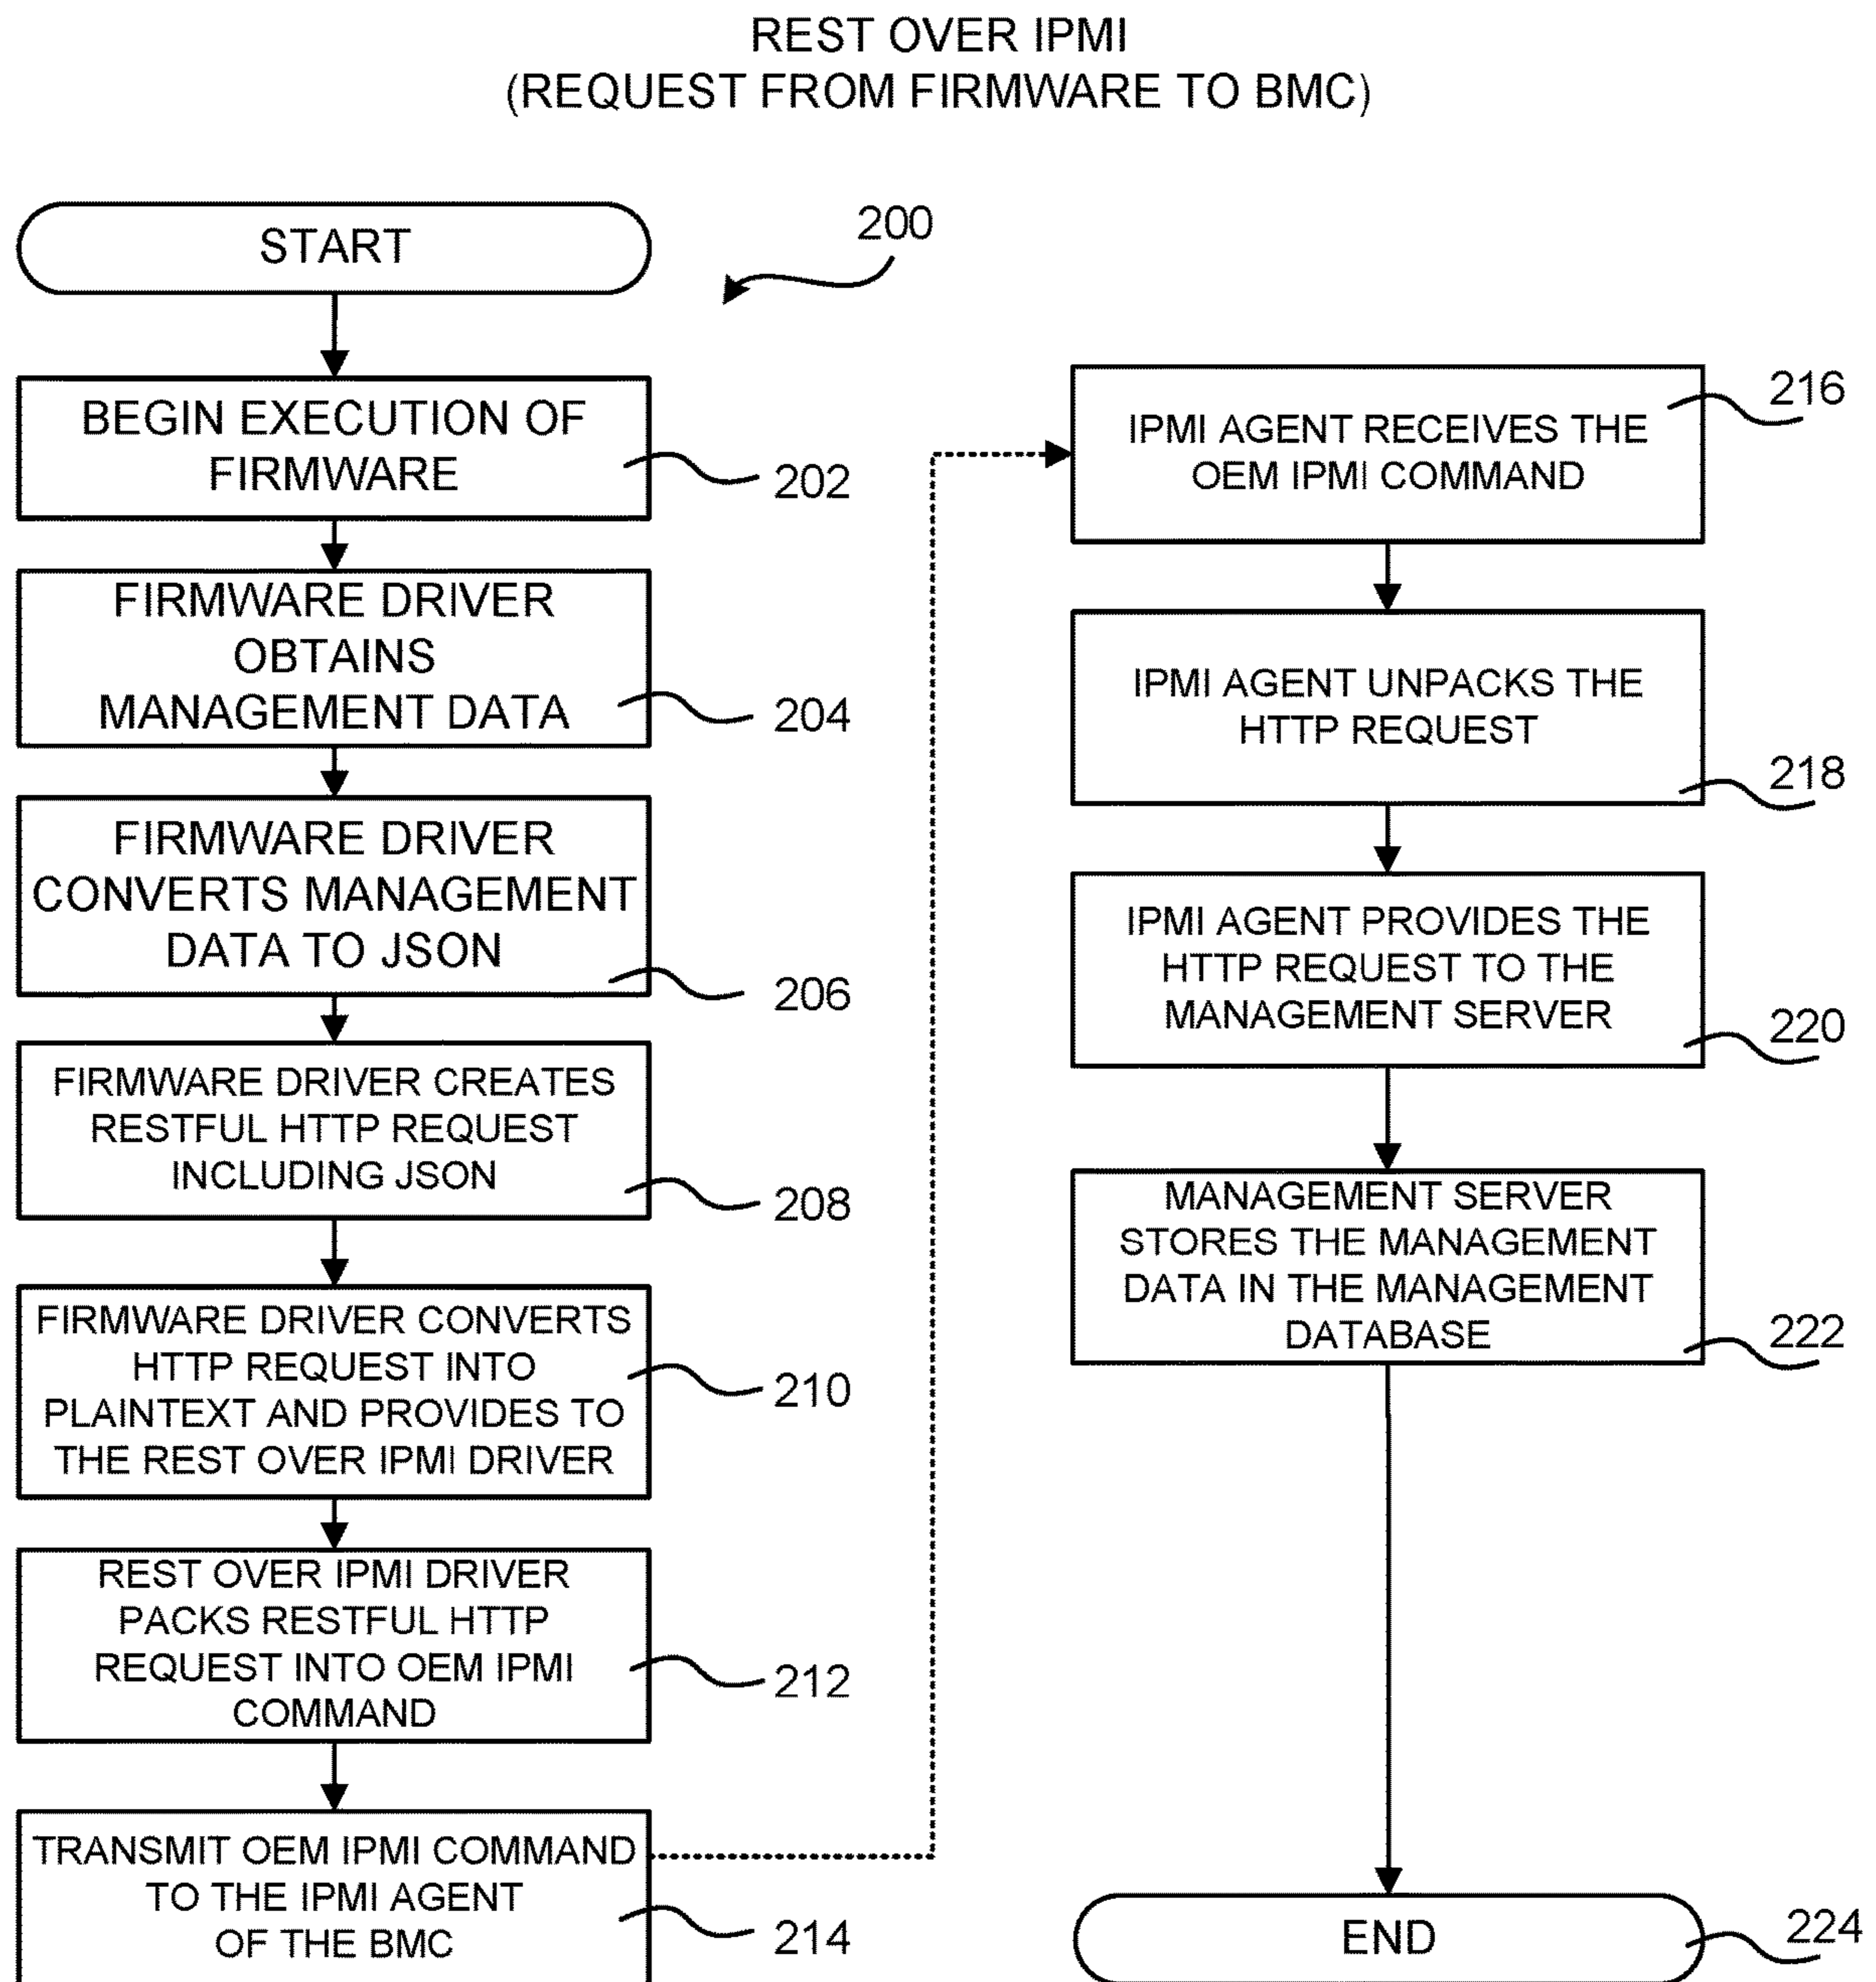 REST OVER IPMI
(REQUEST FROM FIRMWARE TO BMC)
START
200
BEGIN EXECUTION OF
FIRMWARE
202
FIRMWARE DRIVER
OBTAINS
MANAGEMENT DATA
204
FIRMWARE DRIVER
CONVERTS MANAGEMENT
DATA TO JSON
206
FIRMWARE DRIVER CREATES
RESTFUL HTTP REQUEST
INCLUDING JSON
208
FIRMWARE DRIVER CONVERTS
HTTP REQUEST INTO
PLAINTEXT AND PROVIDES TO
THE REST OVER IPMI DRIVER
210
REST OVER IPMI DRIVER
PACKS RESTFUL HTTP
REQUEST INTO OEM IPMI
COMMAND
212
TRANSMIT OEM IPMI COMMAND
TO THE IPMI AGENT
OF THE BMC
214
IPMI AGENT RECEIVES THE
OEM IPMI COMMAND
216
IPMI AGENT UNPACKS THE
HTTP REQUEST
218
IPMI AGENT PROVIDES THE
HTTP REQUEST TO THE
MANAGEMENT SERVER
220
MANAGEMENT SERVER
STORES THE MANAGEMENT
DATA IN THE MANAGEMENT
DATABASE
222
END
224